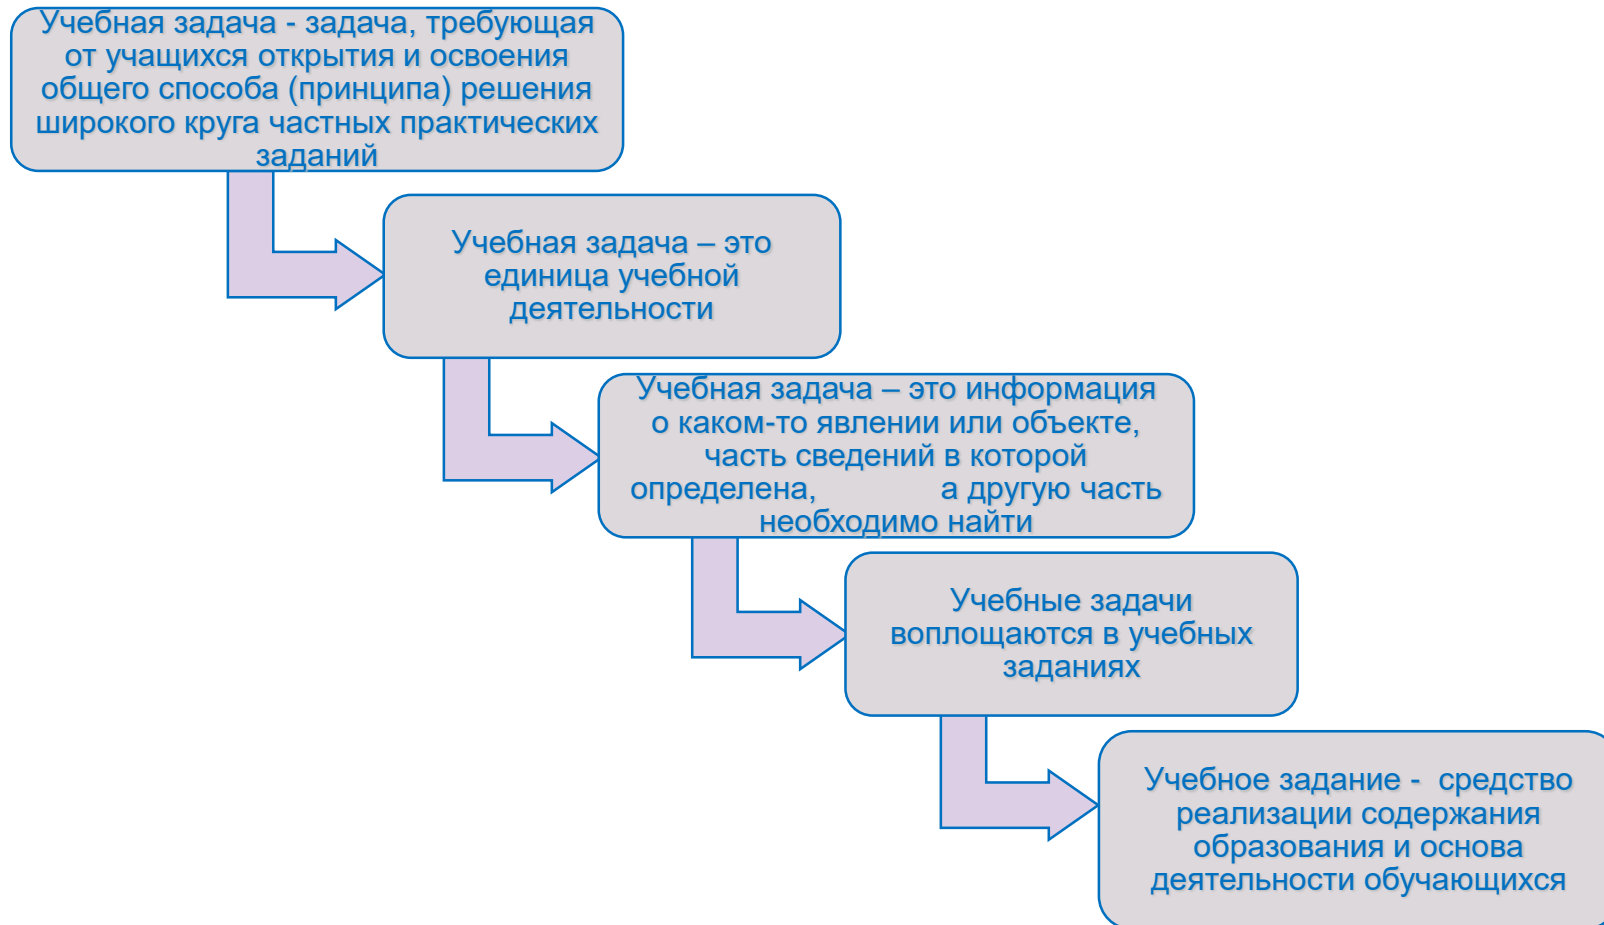 Учебная задача - задача, требующая
от учащихся открытия и освоения
общего способа (принципа) решения
широкого круга частных практических
заданий
Учебная задача – это
единица учебной
деятельности
Учебная задача – это информация
о каком-то явлении или объекте,
часть сведений в которой
определена, а другую часть
необходимо найти
Учебные задачи
воплощаются в учебных
заданиях
Учебное задание - средство
реализации содержания
образования и основа
деятельности обучающихся